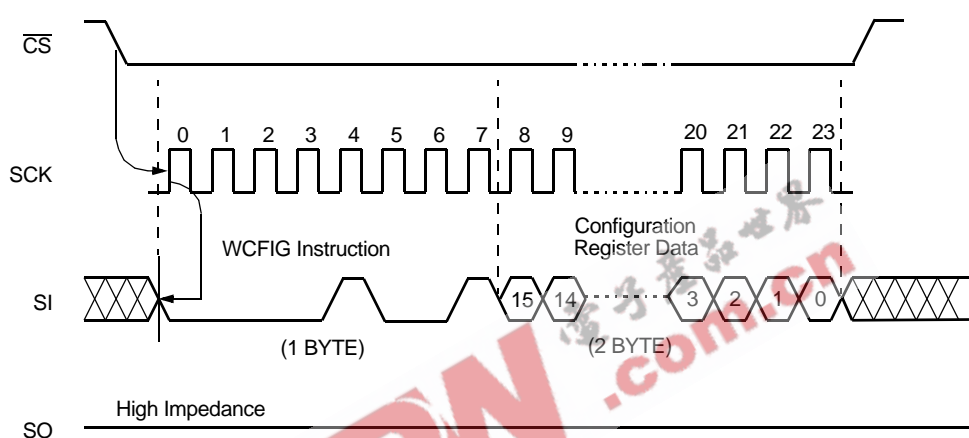 CS
0 1 2 3 4 5 6 7 8 9 20 21 22 23
SCK
WCFIG Instruction
Configuration
Register Data
SI
15 14 3 2 1 0
(1 BYTE)
(2 BYTE)
High Impedance
SO
.com.cn